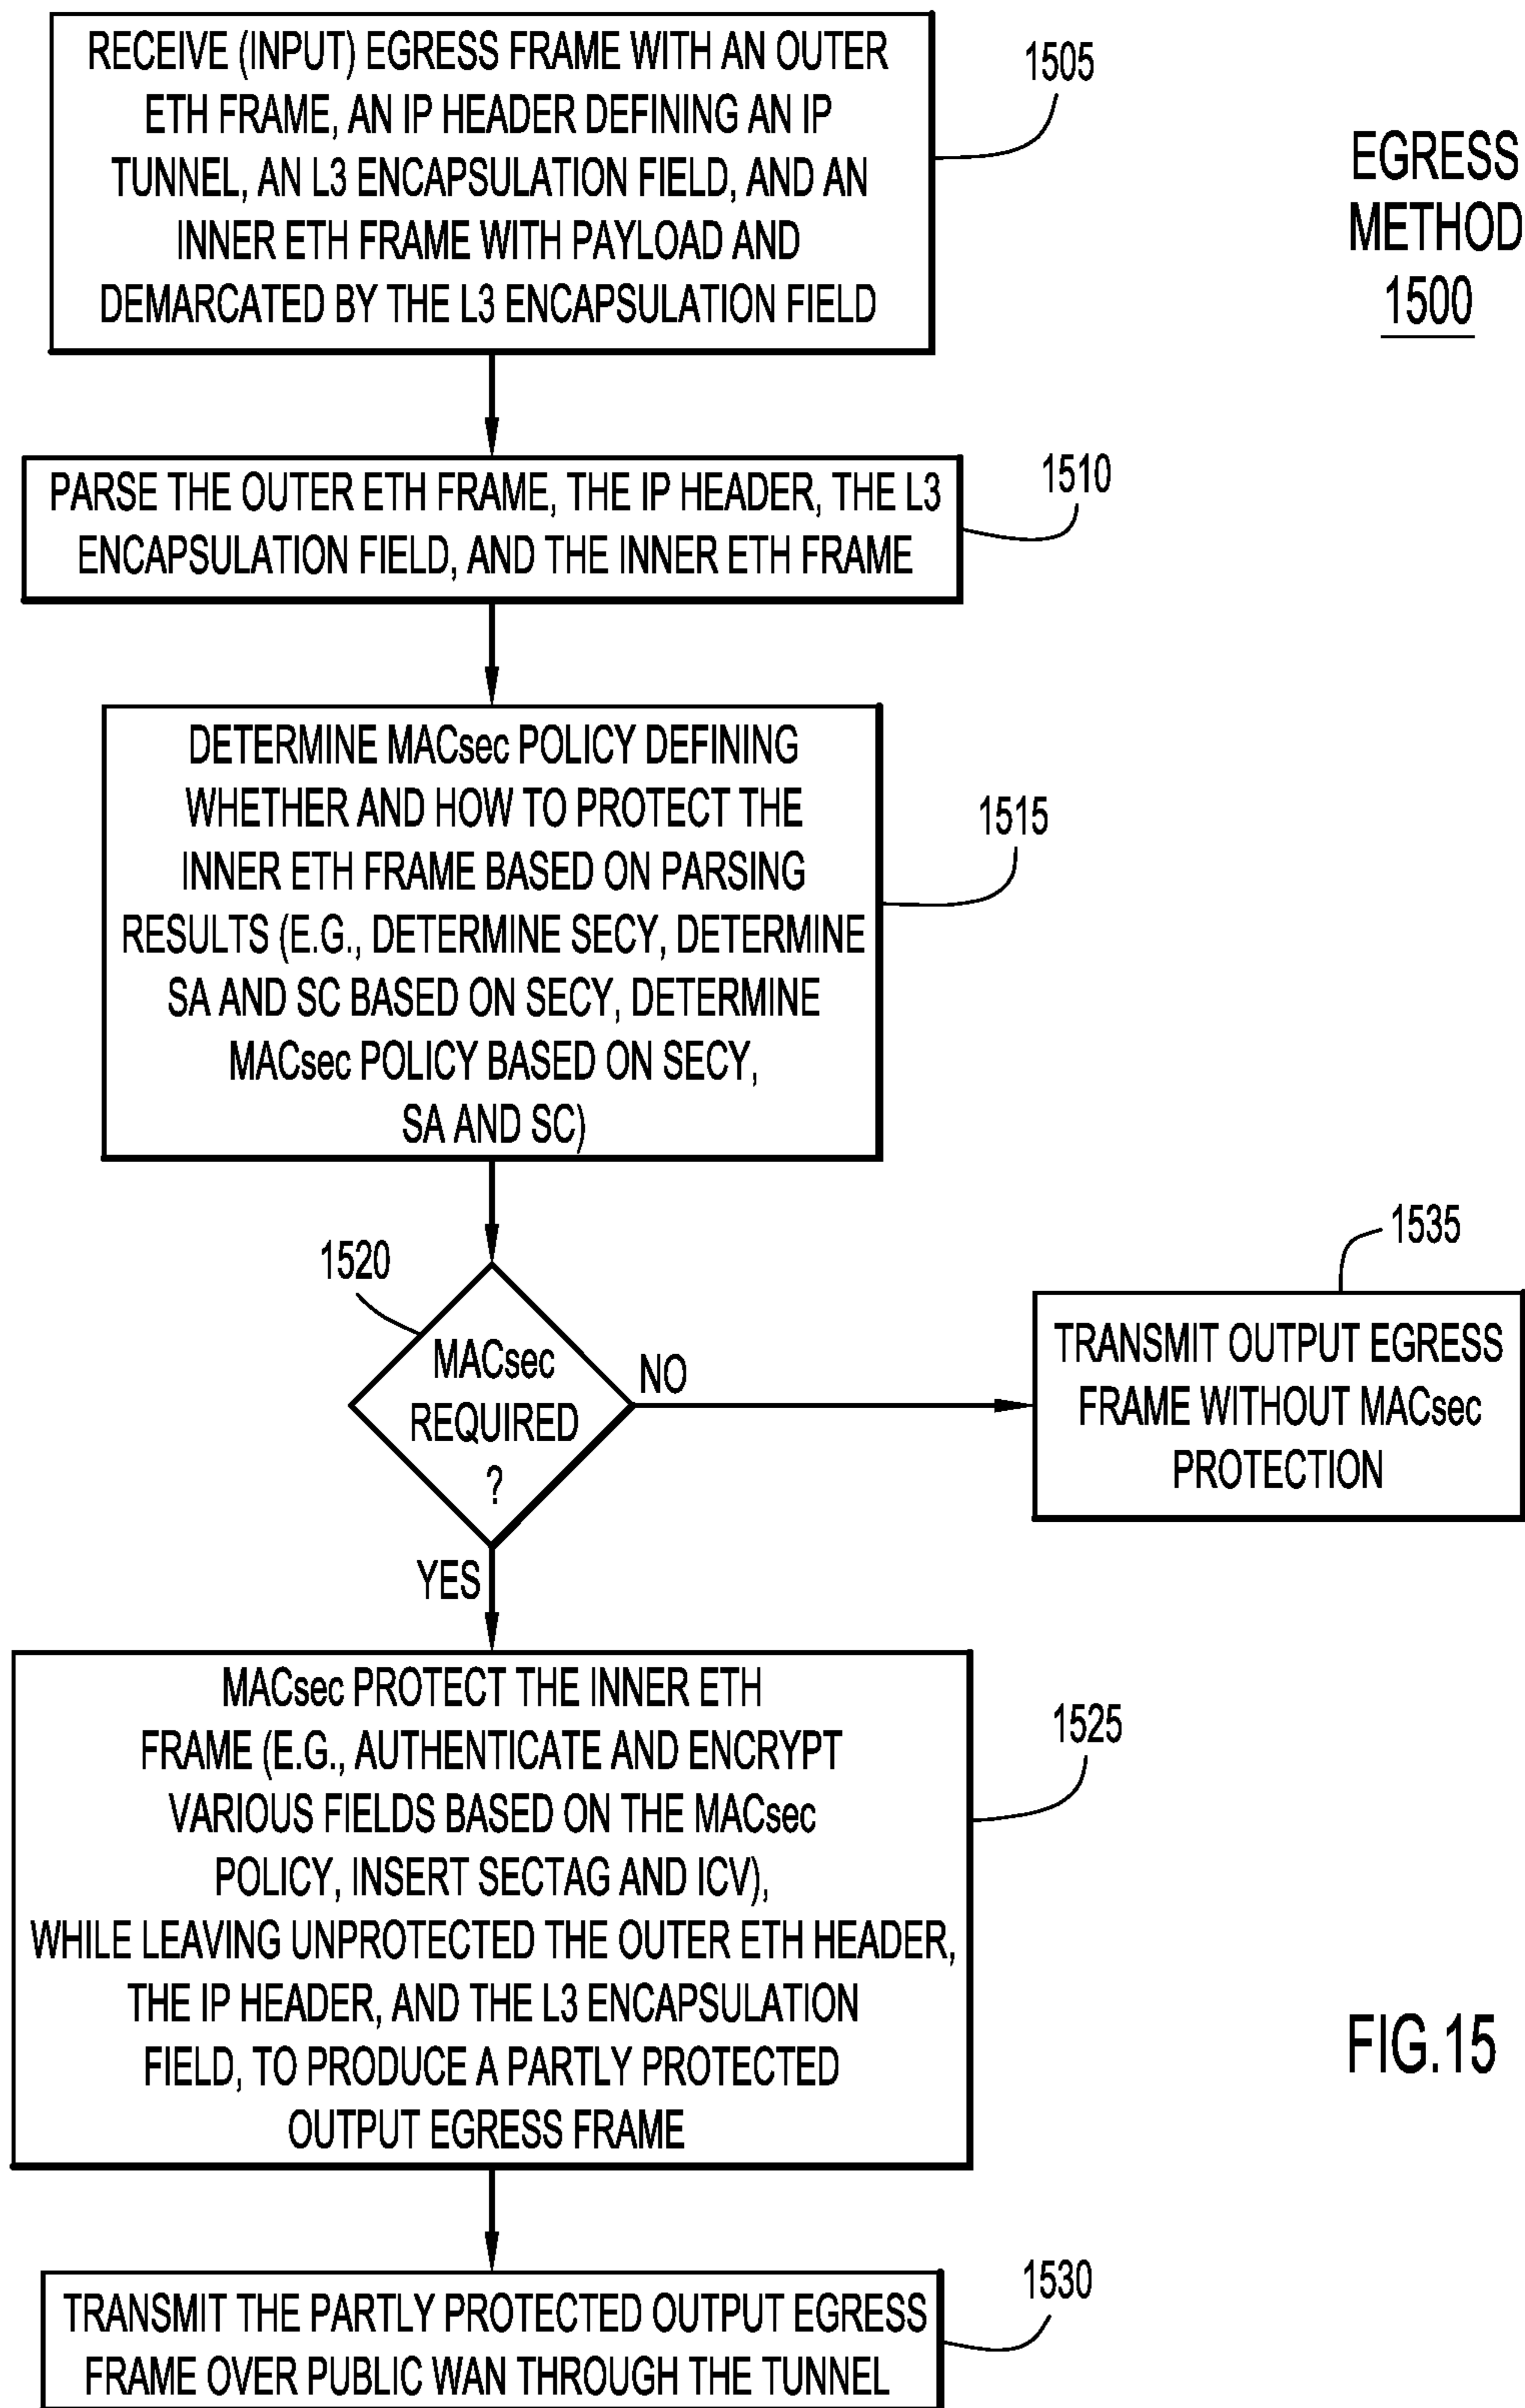 RECEIVE (INPUT) EGRESS FRAME WITH AN OUTER
ETH FRAME, AN IP HEADER DEFINING AN IP
TUNNEL, AN L3 ENCAPSULATION FIELD, AND AN
INNER ETH FRAME WITH PAYLOAD AND
DEMARCATED BY THE L3 ENCAPSULATION FIELD
1505
EGRESS
METHOD
1500
PARSE THE OUTER ETH FRAME, THE IP HEADER, THE L3
ENCAPSULATION FIELD, AND THE INNER ETH FRAME
1510
DETERMINE MACsec POLICY DEFINING
WHETHER AND HOW TO PROTECT THE
INNER ETH FRAME BASED ON PARSING
RESULTS (E.G., DETERMINE SECY, DETERMINE
SA AND SC BASED ON SECY, DETERMINE
MACsec POLICY BASED ON SECY,
SA AND SC)
1515
1520
MACsec
REQUIRED
?
NO
YES
1535
TRANSMIT OUTPUT EGRESS
FRAME WITHOUT MACsec
PROTECTION
MACsec PROTECT THE INNER ETH
FRAME (E.G., AUTHENTICATE AND ENCRYPT
VARIOUS FIELDS BASED ON THE MACsec
POLICY, INSERT SECTAG AND ICV),
WHILE LEAVING UNPROTECTED THE OUTER ETH HEADER,
THE IP HEADER, AND THE L3 ENCAPSULATION
FIELD, TO PRODUCE A PARTLY PROTECTED
OUTPUT EGRESS FRAME
1525
FIG.15
TRANSMIT THE PARTLY PROTECTED OUTPUT EGRESS
FRAME OVER PUBLIC WAN THROUGH THE TUNNEL
1530